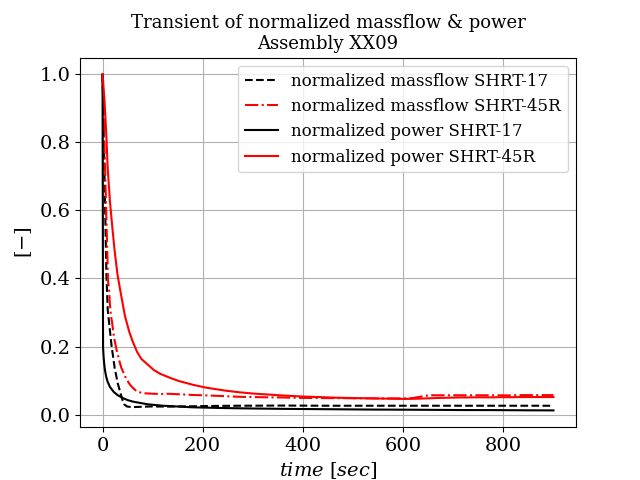 Transient of normalized massflow & power
Assembly XX09
normalized massflow SHRT-17
normalized massflow SHRT-45R
normalized power SHRT-17
normalized power SHRT-45R
1.0
0.8
0.6
0.4
0.2
0.0
[−]
0 200 400 600 800
time [sec]